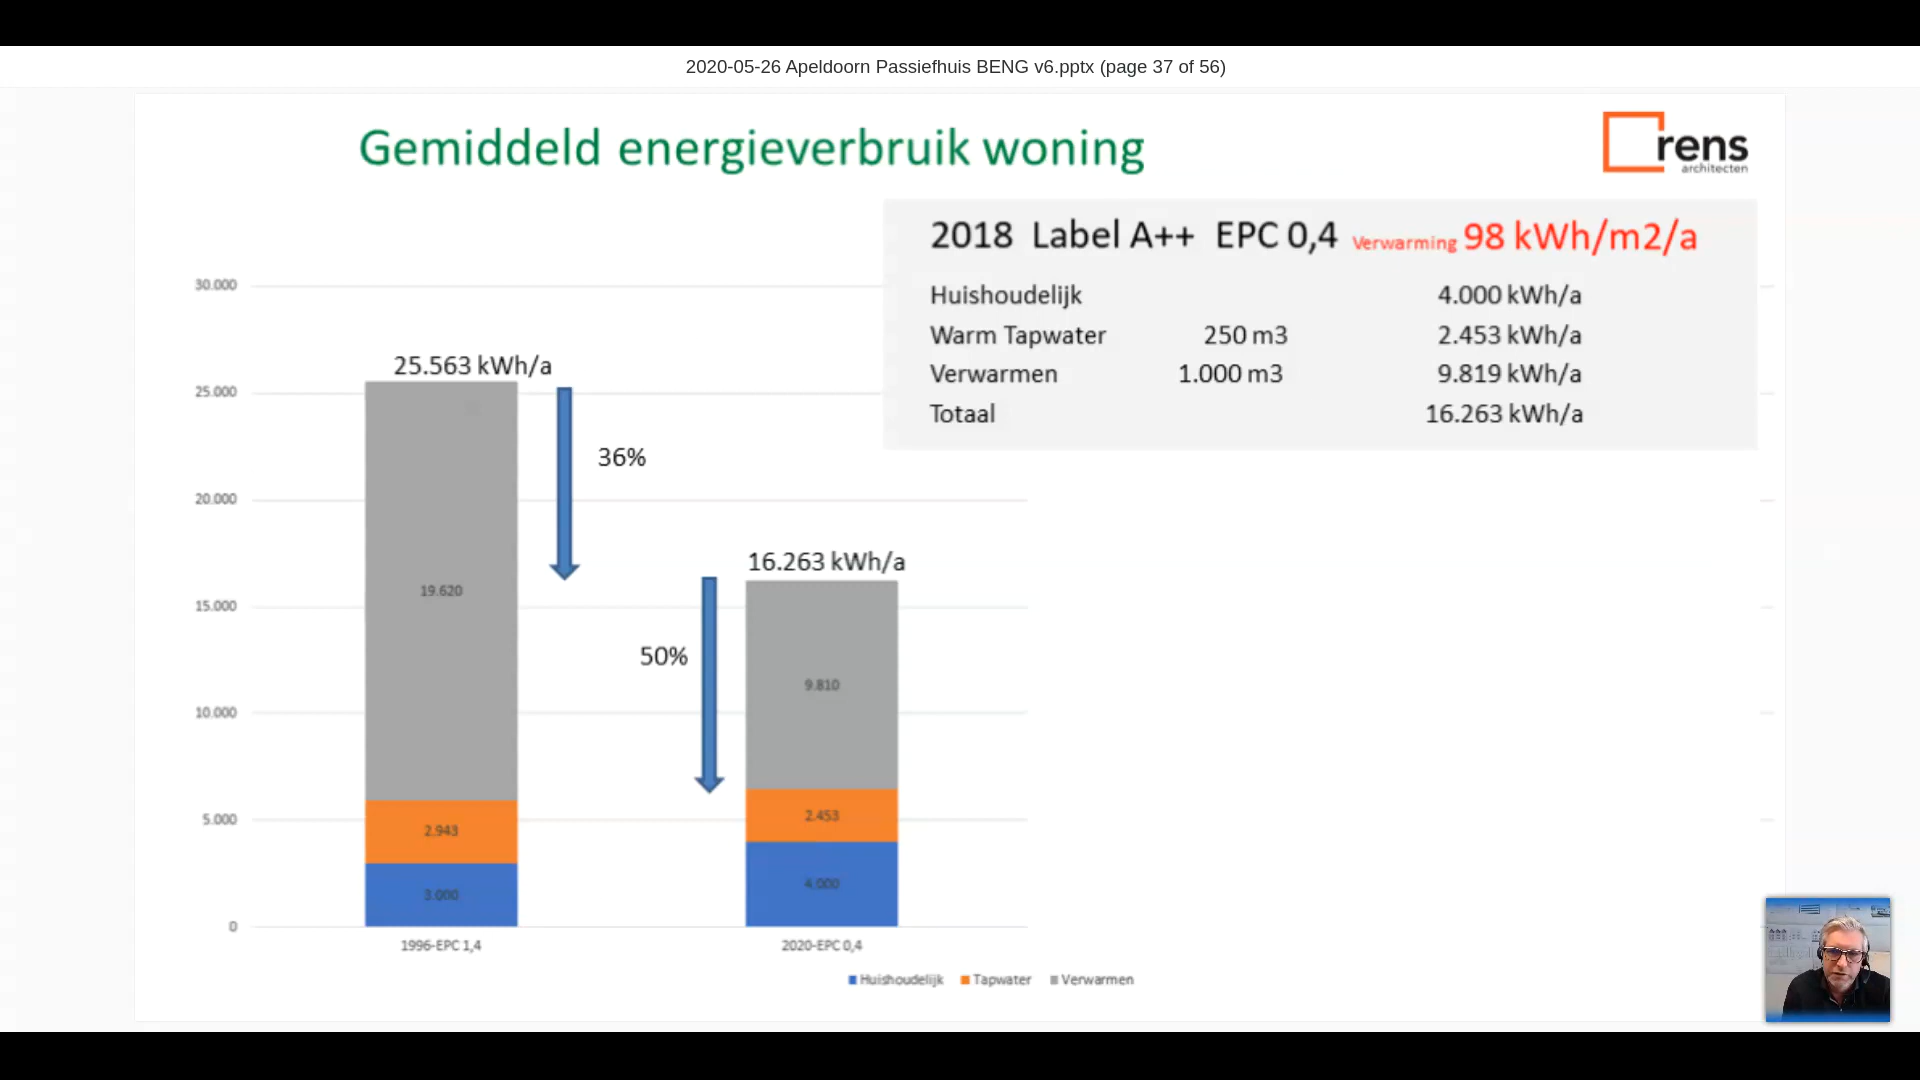 2020-05-26 Apeldoorn Passiefhuis BENG v6.pptx (page 37 of 56)
Gemiddeld energieverbruik woning
rens
architecten
2018 Label A++ EPC 0,4 Verwarming 98 kWh/m2/a
Huishoudelijk 4.000 kWh/a
Warm Tapwater 250 m3 2.453 kWh/a
Verwarmen 1.000 m3 9.819 kWh/a
Totaal 16.263 kWh/a
30.000
25.563 kWh/a
25.000
36%
20.000
16.263 kWh/a
19.620
15.000
50%
9.810
10.000
5.000
2.943
2.453
3.000
4.000
0
1996-EPC 1,4
2020-EPC 0,4
Huishoudelijk Tapwater Verwarmen